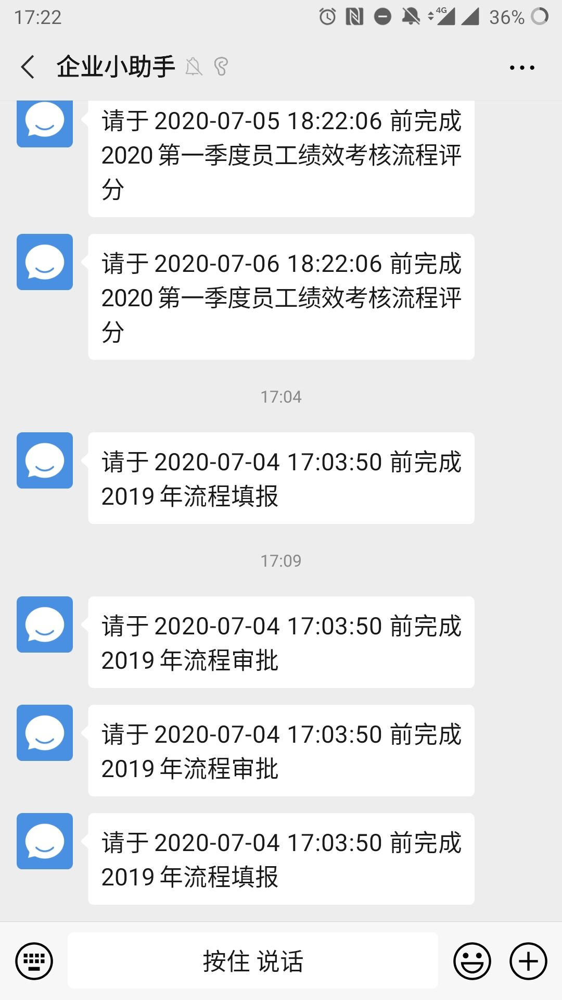 17:22
4G
36%
企业小助手
请于 2020-07-05 18:22:06 前完成
2020 第一季度员工绩效考核流程评
分
请于 2020-07-06 18:22:06 前完成
2020 第一季度员工绩效考核流程评
分
17:04
请于 2020-07-04 17:03:50 前完成
2019 年流程填报
17:09
请于 2020-07-04 17:03:50 前完成
2019 年流程审批
请于 2020-07-04 17:03:50 前完成
2019 年流程审批
请于 2020-07-04 17:03:50 前完成
2019 年流程填报
按住 说话